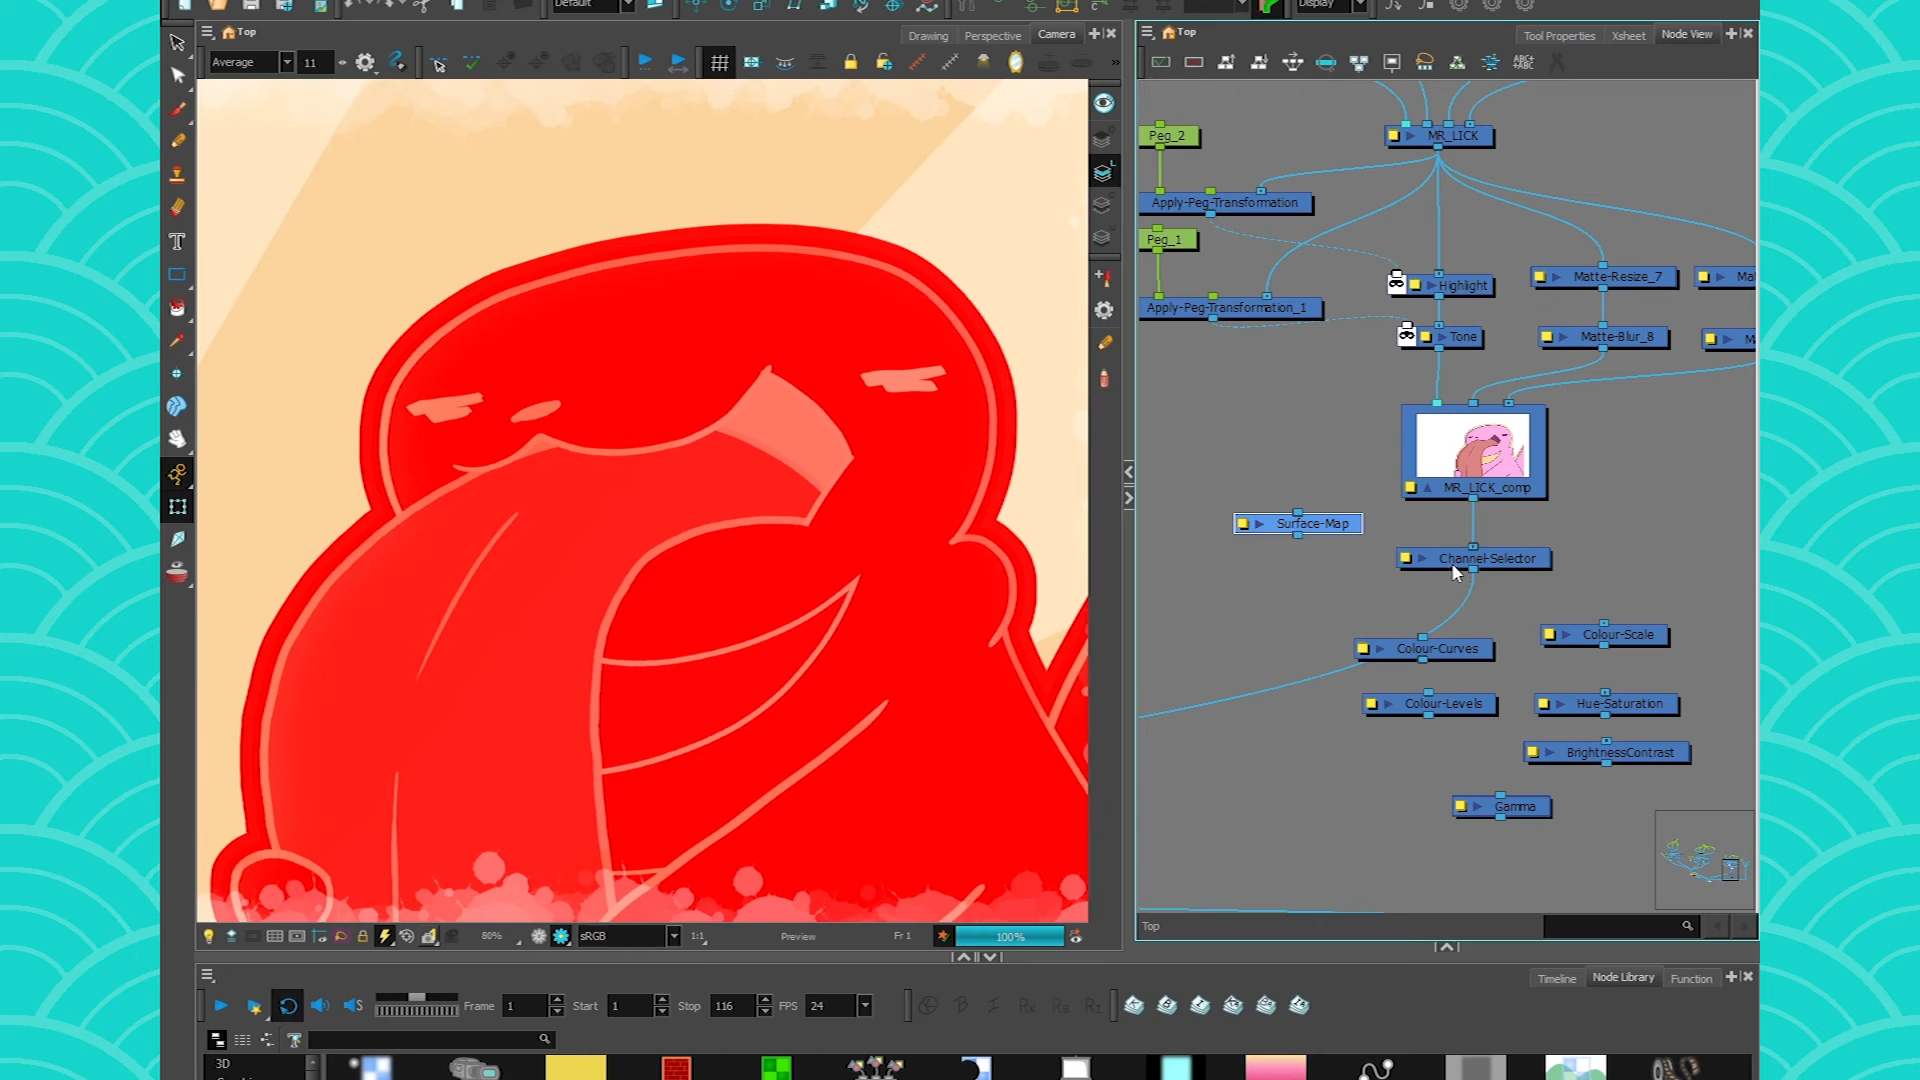 Default
Display
Top
Drawing
Perspective
Camera
Top
Tool Properties
Xsheet
Node View
Average
11
Peg_2
MR_LICK
Apply-Peg-Transformation
Peg_1
Highlight
Matte-Resize_7
Ma
Apply-Peg-Transformation_1
Tone
Matte-Blur_8
MR_LICK_comp
Surface-Map
Channel-Selector
Colour-Curves
Colour-Scale
Colour-Levels
Hue-Saturation
BrightnessContrast
Gamma
Top
80%
sRGB
1:1
Preview
Fr 1
100%
Timeline
Node Library
Function
Frame
1
Start
1
Stop
116
FPS
24
3D